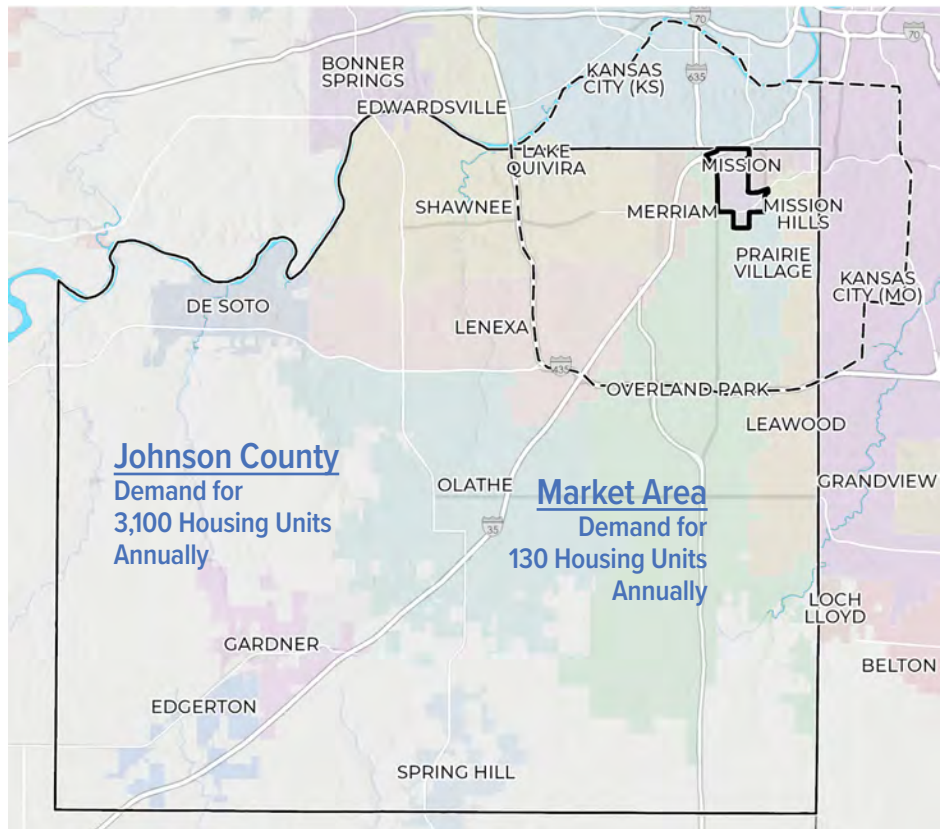 70
70
BONNER
SPRINGS
KANSAS
CITY (KS)
635
EDWARDSVILLE
LAKE
QUIVIRA
MISSION
SHAWNEE
MERRIAM
MISSION
HILLS
PRAIRIE
VILLAGE
KANSAS
CITY (MO)
DE SOTO
LENEXA
435
OVERLAND PARK
LEAWOOD
Johnson County
Demand for
3,100 Housing Units
Annually
OLATHE
GRANDVIEW
Market Area
Demand for
130 Housing Units
Annually
35
LOCH
LLOYD
GARDNER
BELTON
EDGERTON
SPRING HILL